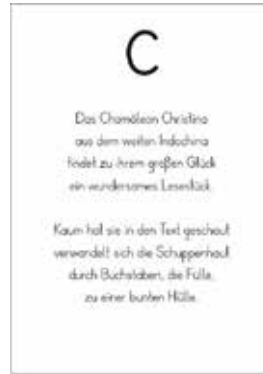 C
Das Chamäleon Christina
aus dem weiten Indochina
findet zu ihrem großen Glück
ein wundersames Lesestück.
Kaum hat sie in den Text geschaut
verwandelt sich die Schuppenhaut
durch Buchstaben, die Fülle,
zu einer bunten Hülle.